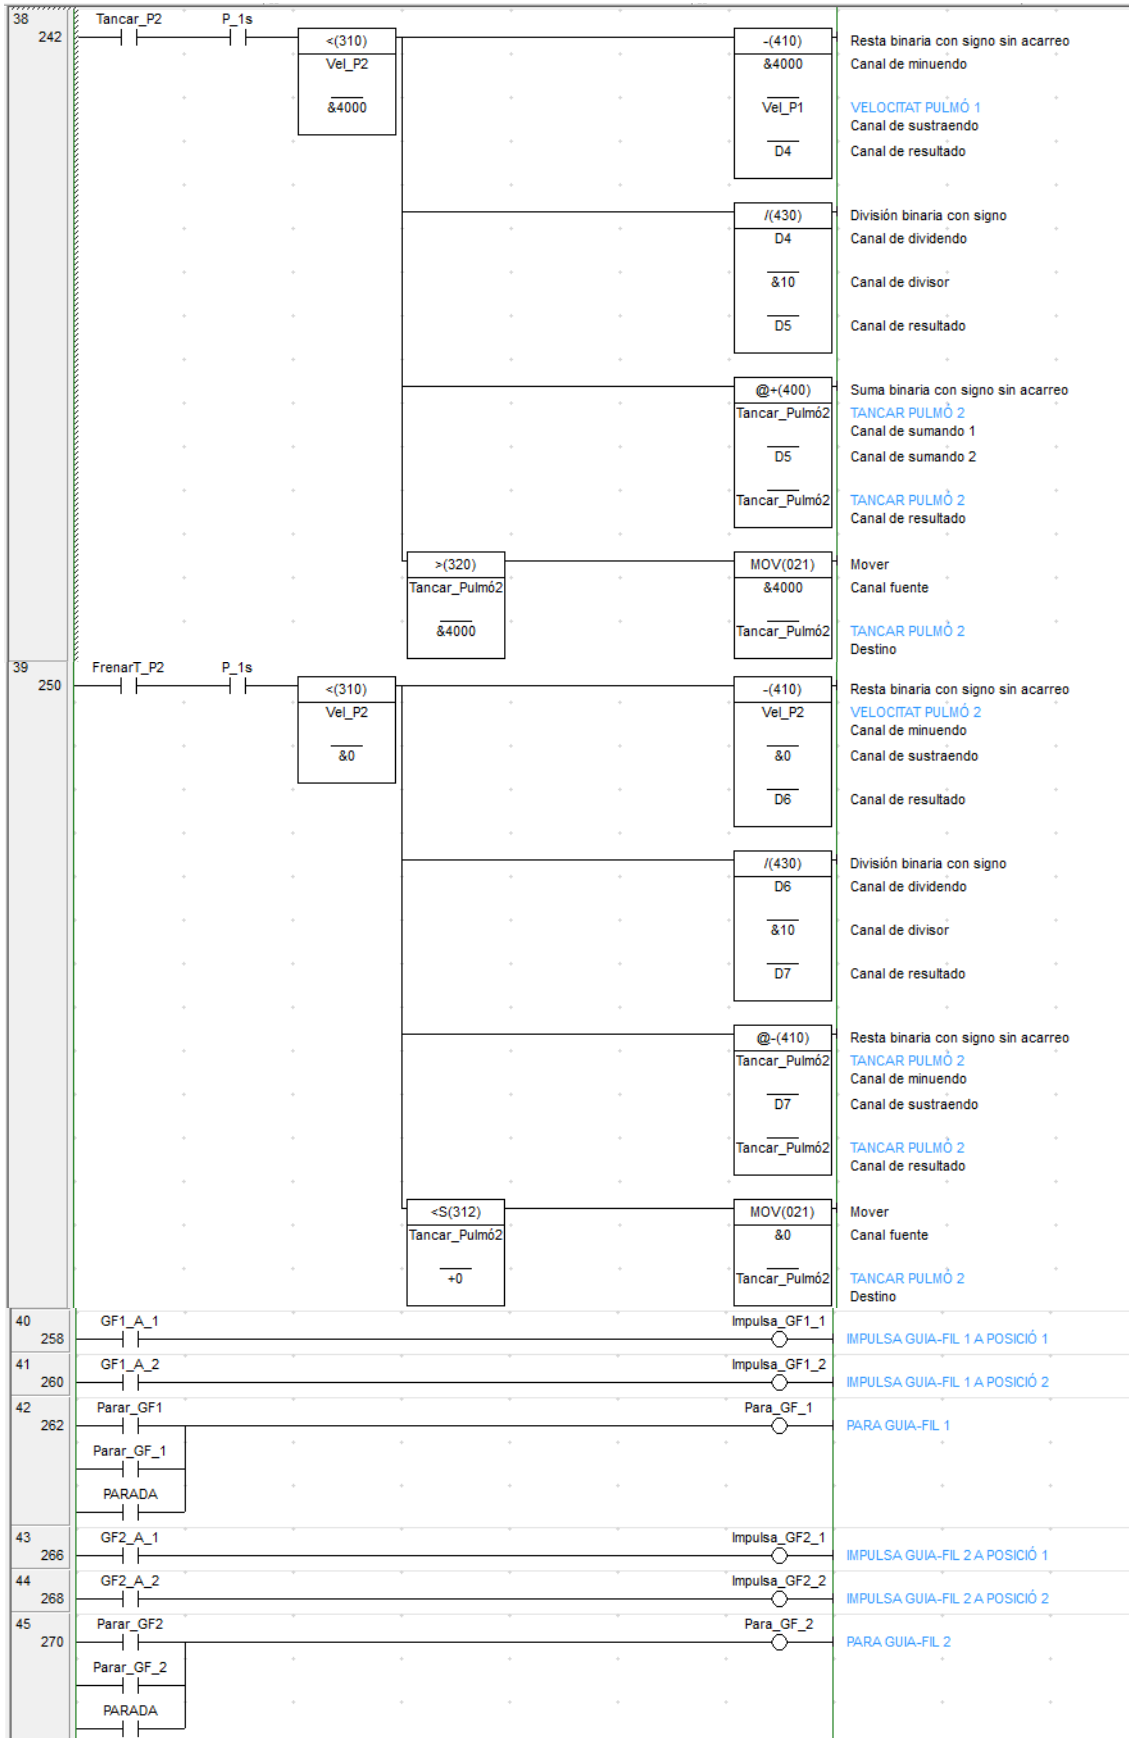 38
Tancar_P2
P_1s
242
<(310)
Vel_P2
&4000
-(410)
&4000
Vel_P1
D4
Resta binaria con signo sin acarreo
Canal de minuendo
VELOCITAT PULMÓ 1
Canal de sustraendo
Canal de resultado
/(430)
D4
&10
D5
División binaria con signo
Canal de dividendo
Canal de divisor
Canal de resultado
@+(400)
Tancar_Pulmó2
D5
Tancar_Pulmó2
Suma binaria con signo sin acarreo
TANCAR PULMÓ 2
Canal de sumando 1
Canal de sumando 2
TANCAR PULMÓ 2
Canal de resultado
>(320)
Tancar_Pulmó2
&4000
MOV(021)
&4000
Tancar_Pulmó2
Mover
Canal fuente
TANCAR PULMÓ 2
Destino
39
FrenarT_P2
P_1s
250
<(310)
Vel_P2
&0
-(410)
Vel_P2
&0
D6
Resta binaria con signo sin acarreo
VELOCITAT PULMÓ 2
Canal de minuendo
Canal de sustraendo
Canal de resultado
/(430)
D6
&10
D7
División binaria con signo
Canal de dividendo
Canal de divisor
Canal de resultado
@-(410)
Tancar_Pulmó2
D7
Tancar_Pulmó2
Resta binaria con signo sin acarreo
TANCAR PULMÓ 2
Canal de minuendo
Canal de sustraendo
TANCAR PULMÓ 2
Canal de resultado
<S(312)
Tancar_Pulmó2
+0
MOV(021)
&0
Tancar_Pulmó2
Mover
Canal fuente
TANCAR PULMÓ 2
Destino
40
GF1_A_1
Impulsa_GF1_1
258
IMPULSA GUIA-FIL 1 A POSICIÓ 1
41
GF1_A_2
Impulsa_GF1_2
260
IMPULSA GUIA-FIL 1 A POSICIÓ 2
42
Parar_GF1
Para_GF_1
262
PARA GUIA-FIL 1
Parar_GF_1
PARADA
43
GF2_A_1
Impulsa_GF2_1
266
IMPULSA GUIA-FIL 2 A POSICIÓ 1
44
GF2_A_2
Impulsa_GF2_2
268
IMPULSA GUIA-FIL 2 A POSICIÓ 2
45
Parar_GF2
Para_GF_2
270
PARA GUIA-FIL 2
Parar_GF_2
PARADA